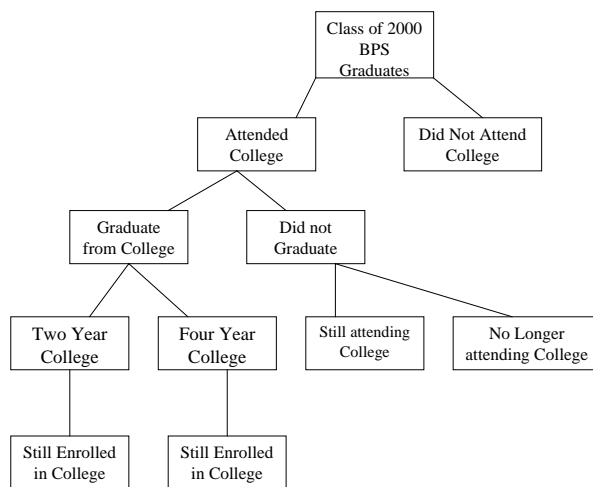 Class of 2000
BPS
Graduates
Attended
College
Did Not Attend
College
Graduate
from College
Did not
Graduate
Two Year
College
Four Year
College
Still attending
College
No Longer
attending College
Still Enrolled
in College
Still Enrolled
in College